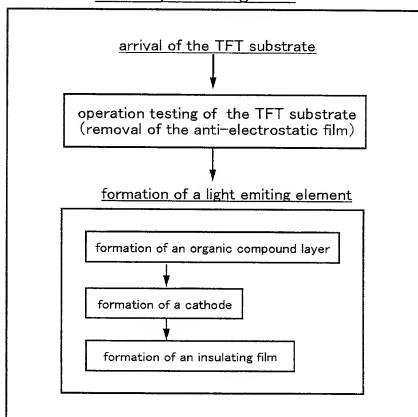 arrival of the TFT substrate
operation testing of the TFT substrate
(removal of the anti-electrostatic film)
formation of a light emiting element
formation of an organic compound layer
formation of a cathode
formation of an insulating film